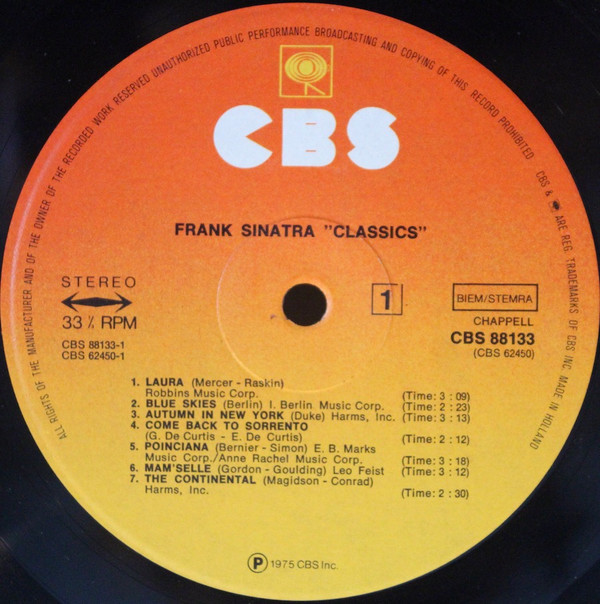 ALL RIGHTS OF THE MANUFACTURER AND OF THE OWNER OF THE RECORDED WORK RESERVED UNAUTHORIZED PUBLIC PERFORMANCE BROADCASTING AND COPYING OF THIS RECORD PROHIBITED. CBS & ARE REG. TRADEMARKS OF CBS INC. MADE IN HOLLAND
CBS
FRANK SINATRA "CLASSICS"
STEREO
33⅓ RPM
CBS 88133-1
CBS 62450-1
1
BIEM/STEMRA
CHAPPELL
CBS 88133
(CBS 62450)
1. LAURA (Mercer - Raskin)
Robbins Music Corp. (Time: 3 : 09)
2. BLUE SKIES (Berlin) I. Berlin Music Corp. (Time: 2 : 23)
3. AUTUMN IN NEW YORK (Duke) Harms, Inc. (Time: 3 : 13)
4. COME BACK TO SORRENTO
(G. De Curtis - E. De Curtis) (Time: 2 : 12)
5. POINCIANA (Bernier - Simon) E. B. Marks
Music Corp./Anne Rachel Music Corp. (Time: 3 : 18)
6. MAM'SELLE (Gordon - Goulding) Leo Feist (Time: 3 : 12)
7. THE CONTINENTAL (Magidson - Conrad)
Harms, Inc. (Time: 2 : 30)
℗ 1975 CBS Inc.